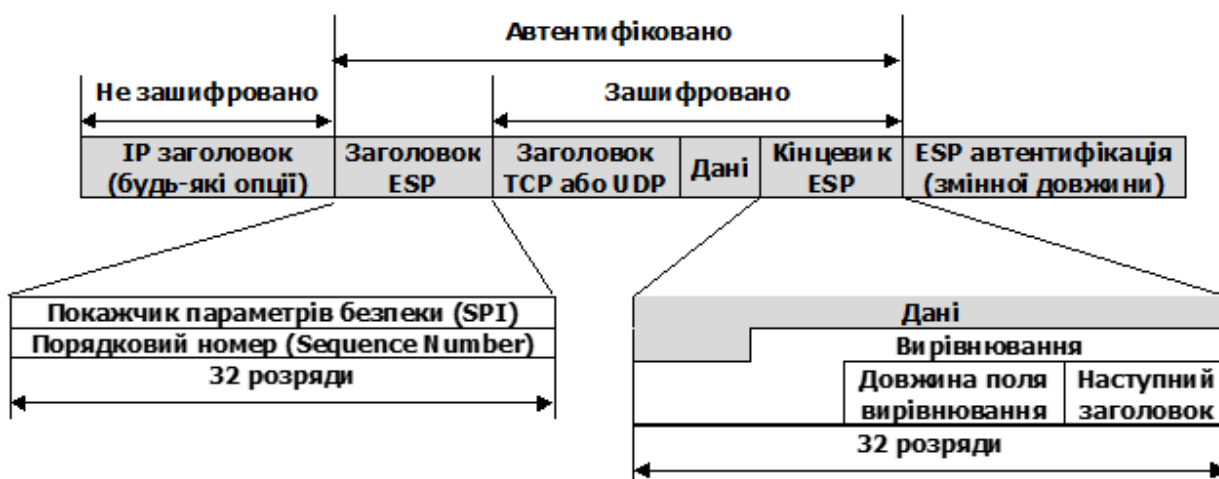 Автентифіковано
Не зашифровано
Зашифровано
IP заголовок
(будь-які опції)
Заголовок
ESP
Заголовок
TCP або UDP
Дані
Кінцевик
ESP
ESP автентифікація
(змінної довжини)
Покажчик параметрів безпеки (SPI)
Порядковий номер (Sequence Number)
32 розряди
Дані
Вирівнювання
Довжина поля
вирівнювання
Наступний
заголовок
32 розряди